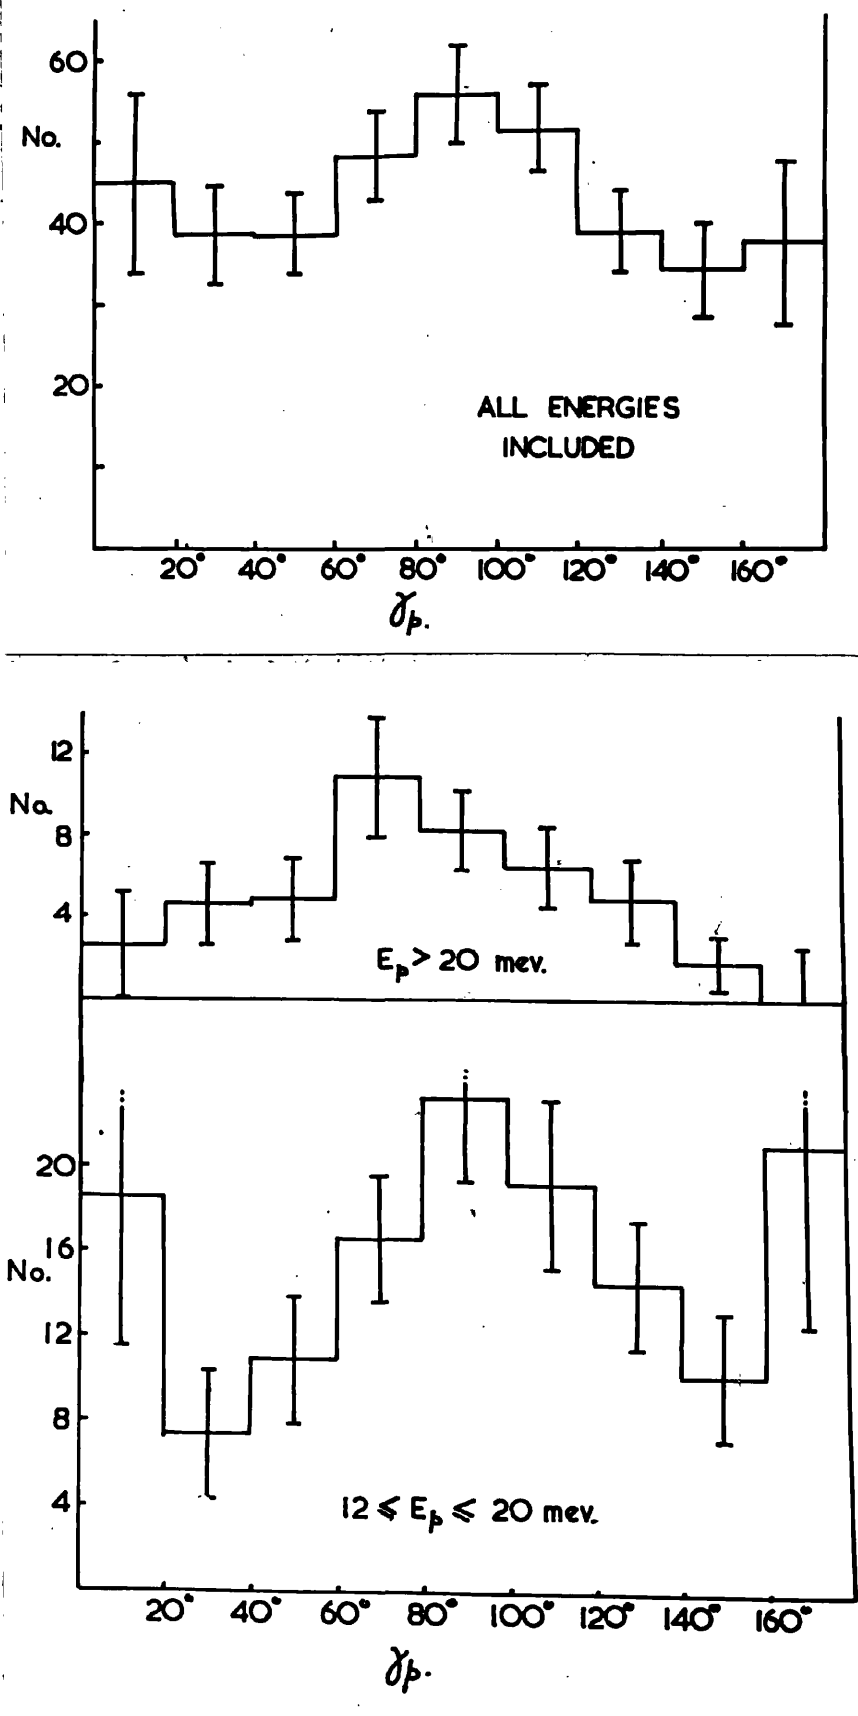 60
No.
40
20
ALL ENERGIES
INCLUDED
20° 40° 60° 80° 100° 120° 140° 160°
γp.
12
No.
8
4
Ep > 20 mev.
20
16
No.
12
8
4
12 ≤ Ep ≤ 20 mev.
20° 40° 60° 80° 100° 120° 140° 160°
γp.